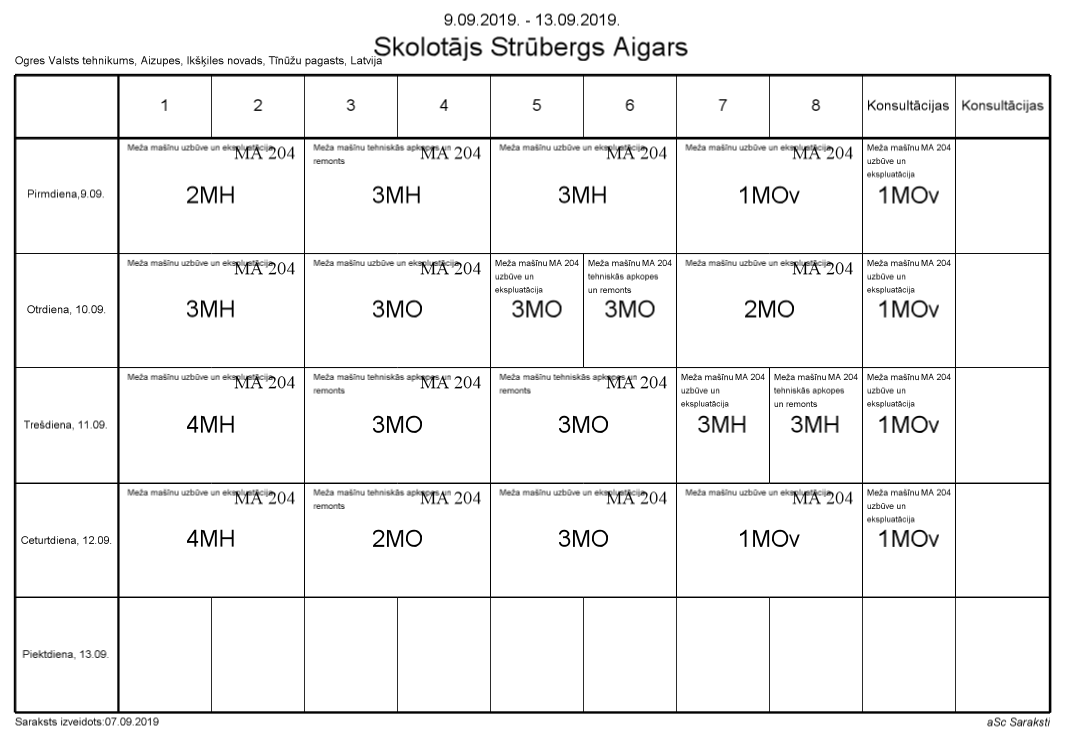 9.09.2019. - 13.09.2019.
Skolotājs Strūbergs Aigars
Ogres Valsts tehnikums, Aizupes, Ikšķiles novads, Tīnūžu pagasts, Latvija
1 2 3 4 5 6 7 8 Konsultācijas Konsultācijas
Pirmdiena,9.09.
Meža mašīnu uzbūve un ekspluatācija MA 204
2MH
Meža mašīnu tehniskās apkopes un MA 204
remonts
3MH
Meža mašīnu uzbūve un ekspluatācija MA 204
3MH
Meža mašīnu uzbūve un ekspluatācija MA 204
1MOv
Meža mašīnu MA 204
uzbūve un
ekspluatācija
1MOv
Otrdiena, 10.09.
Meža mašīnu uzbūve un ekspluatācija MA 204
3MH
Meža mašīnu uzbūve un ekspluatācija MA 204
3MO
Meža mašīnu MA 204
uzbūve un
ekspluatācija
3MO
Meža mašīnu MA 204
tehniskās apkopes
un remonts
3MO
Meža mašīnu uzbūve un ekspluatācija MA 204
2MO
Meža mašīnu MA 204
uzbūve un
ekspluatācija
1MOv
Trešdiena, 11.09.
Meža mašīnu uzbūve un ekspluatācija MA 204
4MH
Meža mašīnu tehniskās apkopes un MA 204
remonts
3MO
Meža mašīnu tehniskās apkopes un MA 204
remonts
3MO
Meža mašīnu MA 204
uzbūve un
ekspluatācija
3MH
Meža mašīnu MA 204
tehniskās apkopes
un remonts
3MH
Meža mašīnu MA 204
uzbūve un
ekspluatācija
1MOv
Ceturtdiena, 12.09.
Meža mašīnu uzbūve un ekspluatācija MA 204
4MH
Meža mašīnu tehniskās apkopes un MA 204
remonts
2MO
Meža mašīnu uzbūve un ekspluatācija MA 204
3MO
Meža mašīnu uzbūve un ekspluatācija MA 204
1MOv
Meža mašīnu MA 204
uzbūve un
ekspluatācija
1MOv
Piektdiena, 13.09.
Saraksts izveidots:07.09.2019
aSc Saraksti